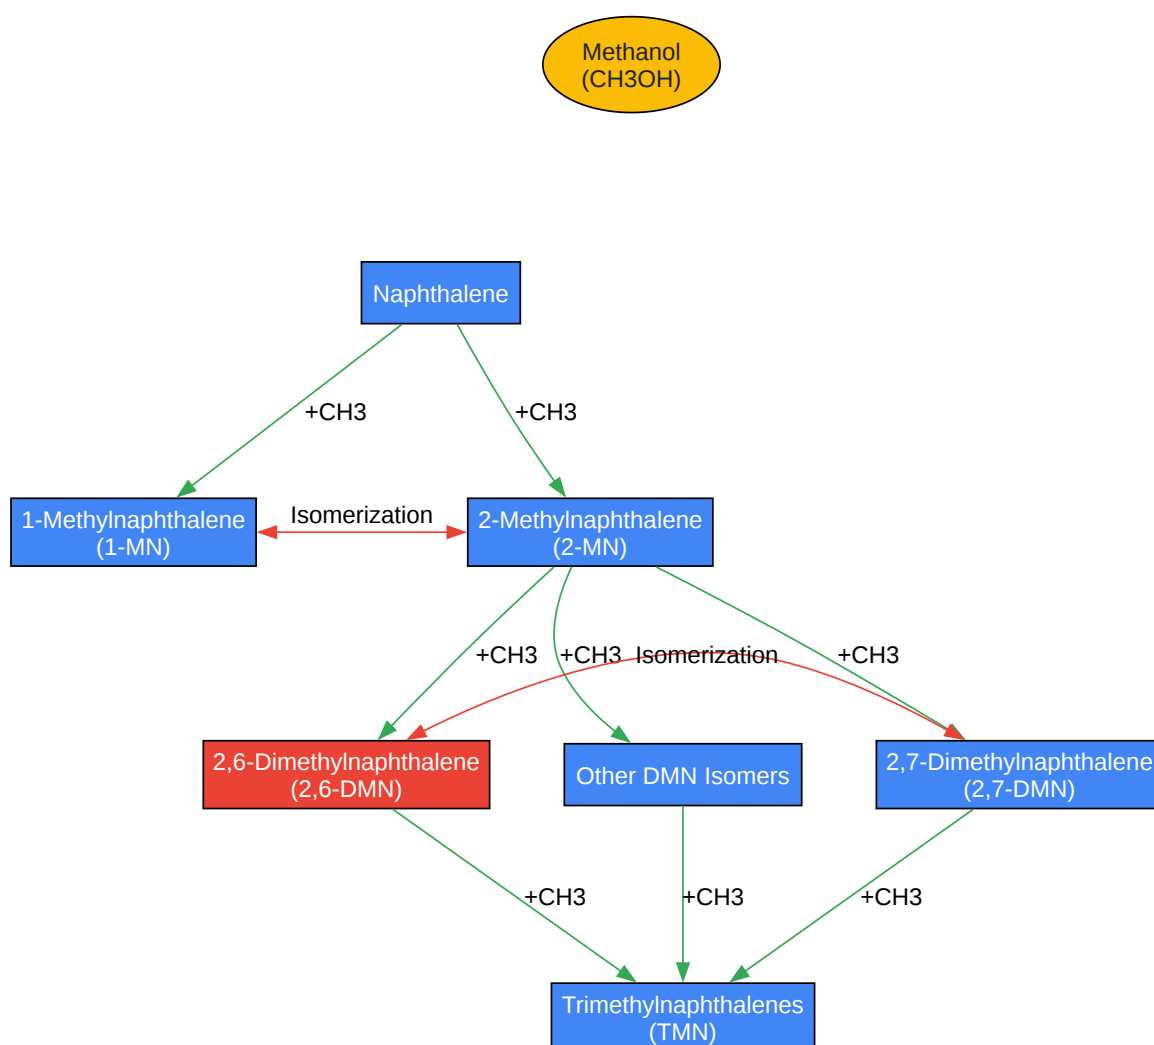 Methanol
(CH3OH)
Naphthalene
+CH3
+CH3
1-Methylnaphthalene
(1-MN)
Isomerization
2-Methylnaphthalene
(2-MN)
+CH3
+CH3
Isomerization
+CH3
2,6-Dimethylnaphthalene
(2,6-DMN)
Other DMN Isomers
2,7-Dimethylnaphthalene
(2,7-DMN)
+CH3
+CH3
+CH3
Trimethylnaphthalenes
(TMN)